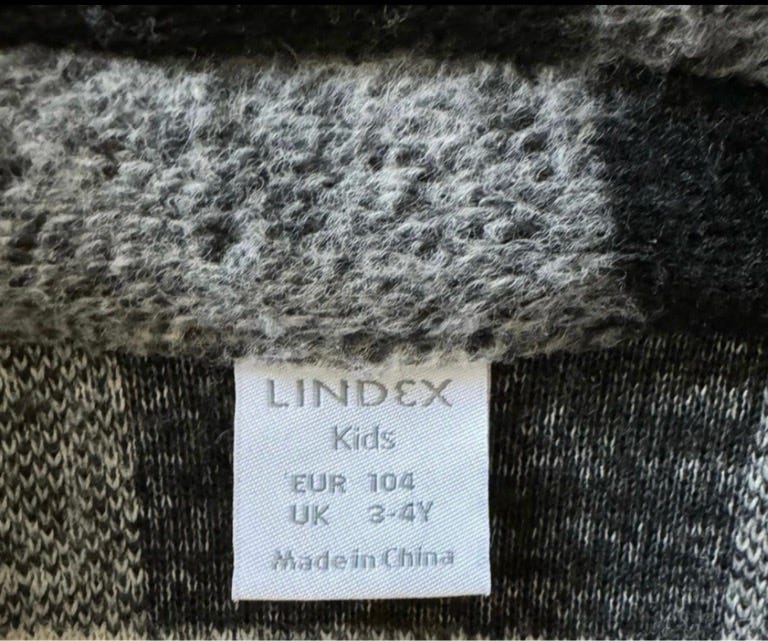 LINDEX
Kids
EUR 104
UK 3-4Y
Made in China